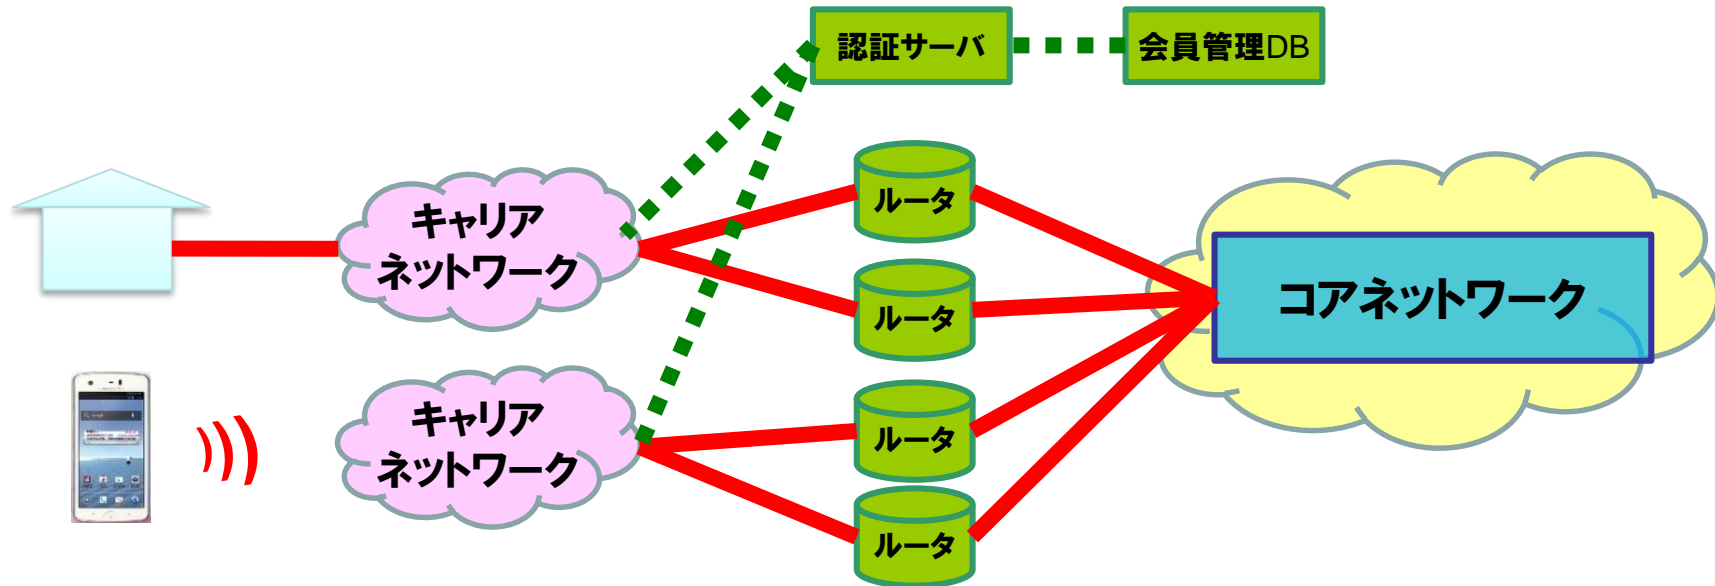 認証サーバ
会員管理DB
キャリア
ネットワーク
ルータ
ルータ
コアネットワーク
キャリア
ネットワーク
ルータ
ルータ